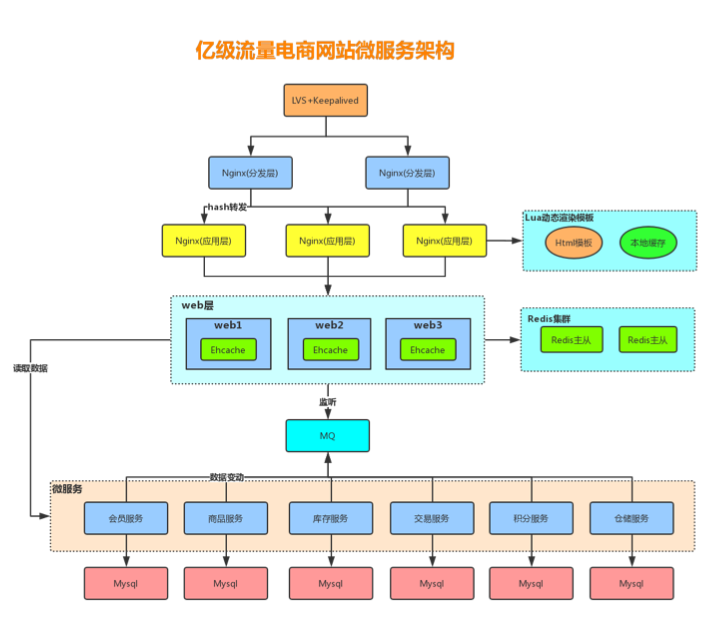 亿级流量电商网站微服务架构
LVS+Keepalived
Nginx(分发层)
Nginx(分发层)
hash转发
Nginx(应用层)
Nginx(应用层)
Nginx(应用层)
Lua动态渲染模板
Html模板
本地缓存
web层
web1
web2
web3
Ehcache
Ehcache
Ehcache
Redis集群
Redis主从
Redis主从
读取数据
监听
MQ
数据变动
微服务
会员服务
商品服务
库存服务
交易服务
积分服务
仓储服务
Mysql
Mysql
Mysql
Mysql
Mysql
Mysql